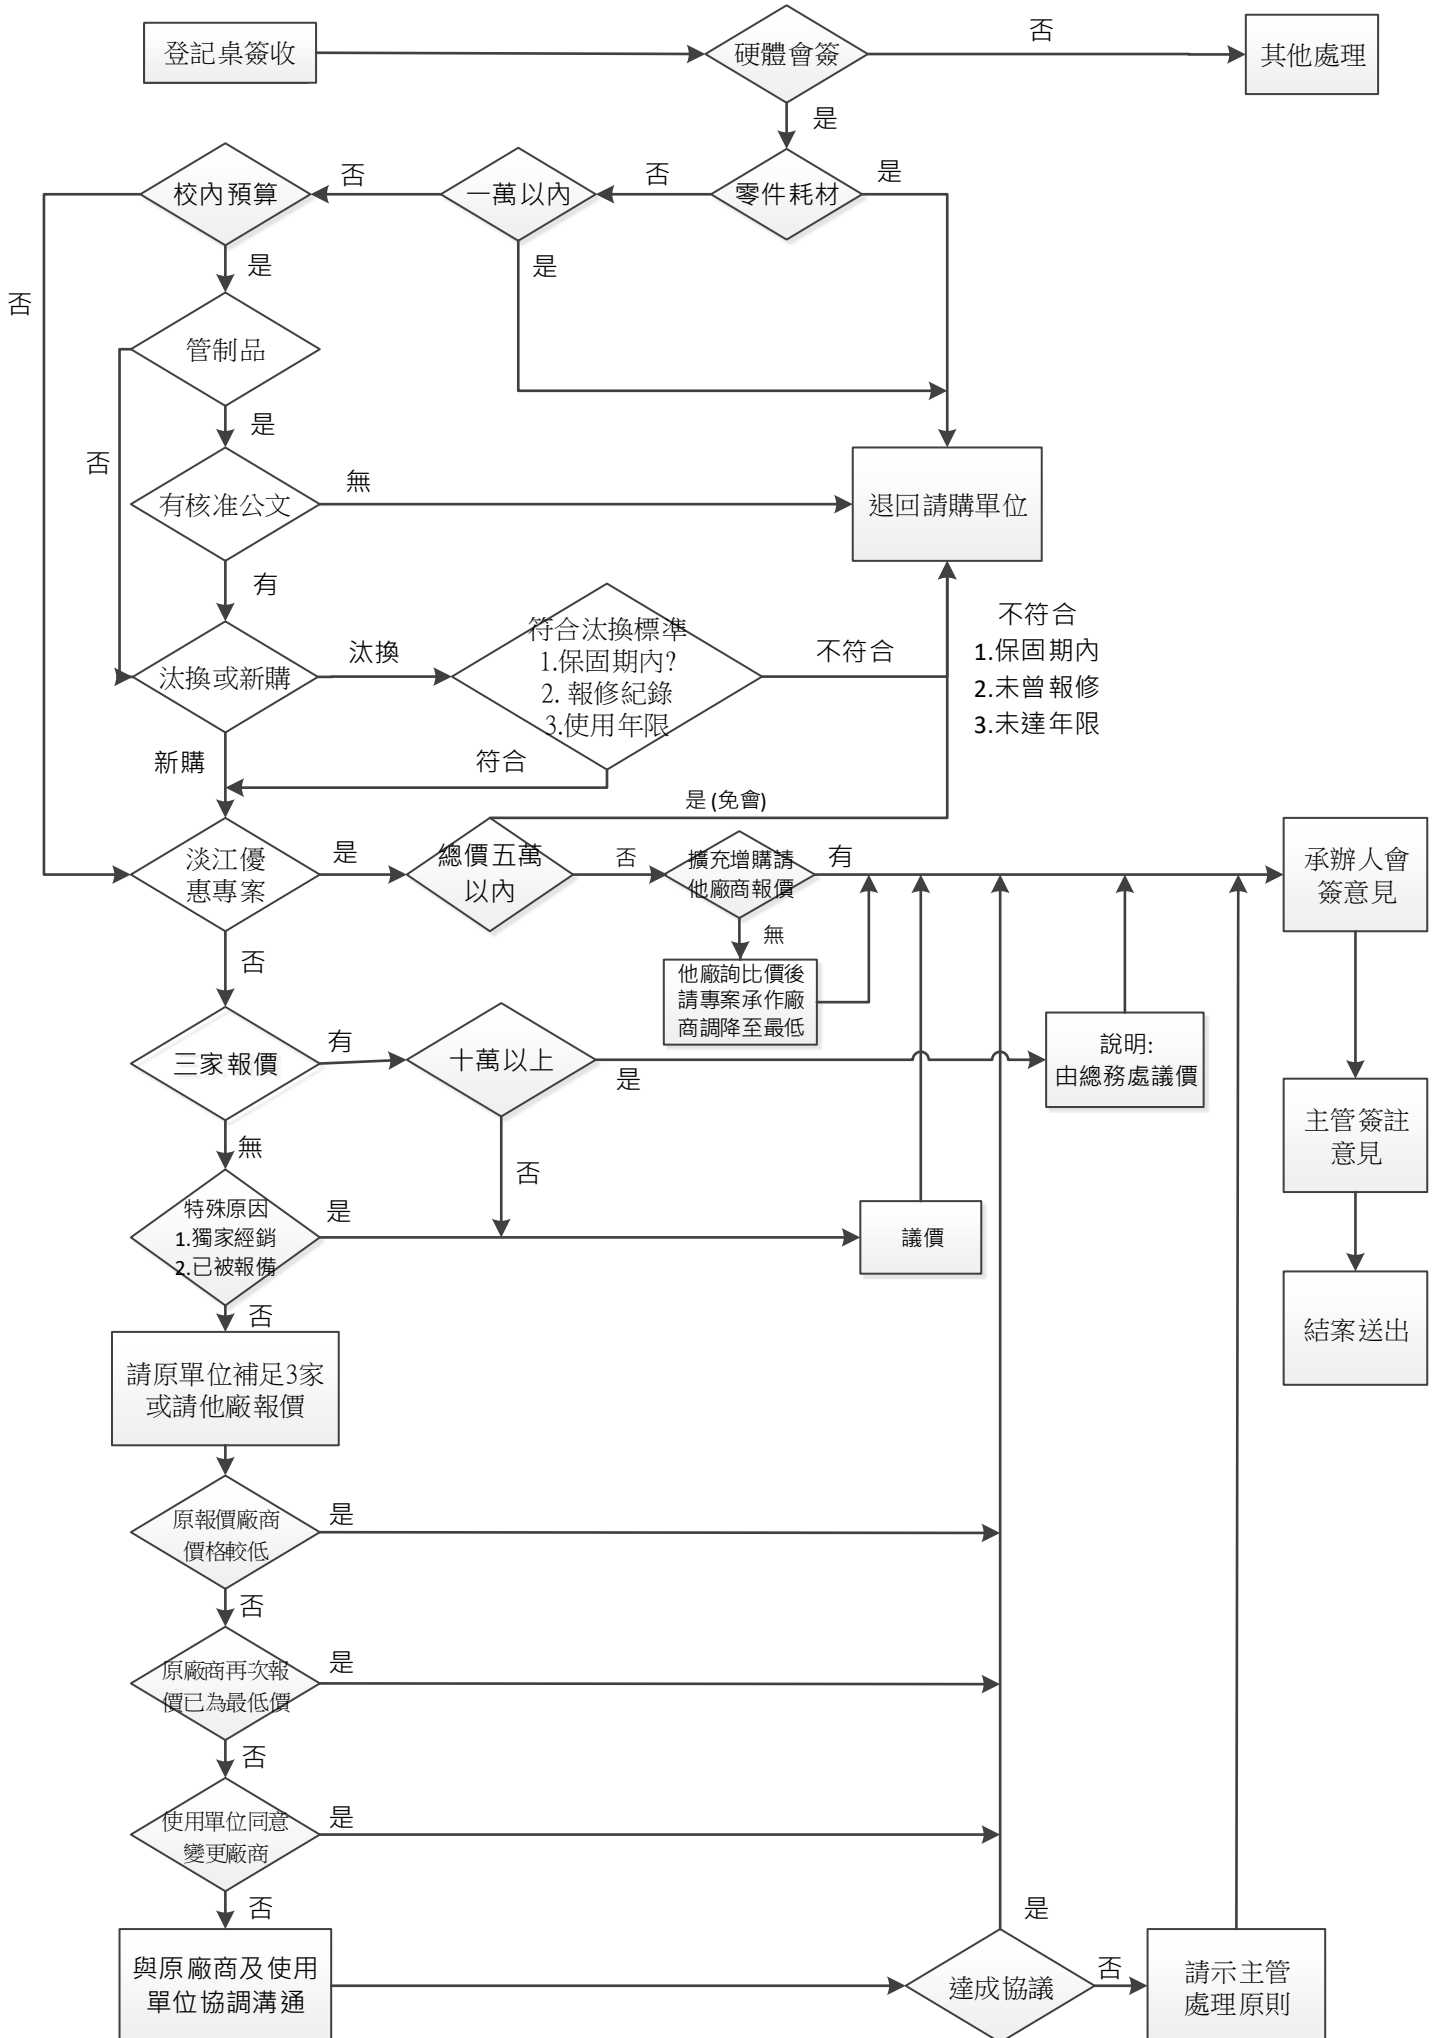 登記桌簽收
硬體會簽
否
其他處理
是
校內預算
否
一萬以內
否
零件耗材
是
是
是
否
管制品
是
否
有核准公文
無
退回請購單位
有
汰換或新購
汰換
符合汰換標準
1.保固期內?
2. 報修紀錄
3.使用年限
不符合
不符合
1.保固期內
2.未曾報修
3.未達年限
新購
符合
是 (免會)
淡江優
惠專案
是
總價五萬
以內
否
擴充增購請
他廠商報價
有
承辦人會
簽意見
無
否
他廠詢比價後
請專案承作廠
商調降至最低
三家報價
有
十萬以上
是
說明:
由總務處議價
主管簽註
意見
無
否
特殊原因
1.獨家經銷
2.已被報備
是
議價
結案送出
否
請原單位補足3家
或請他廠報價
原報價廠商
價格較低
是
否
原廠商再次報
價已為最低價
是
否
使用單位同意
變更廠商
是
否
與原廠商及使用
單位協調溝通
是
達成協議
否
請示主管
處理原則